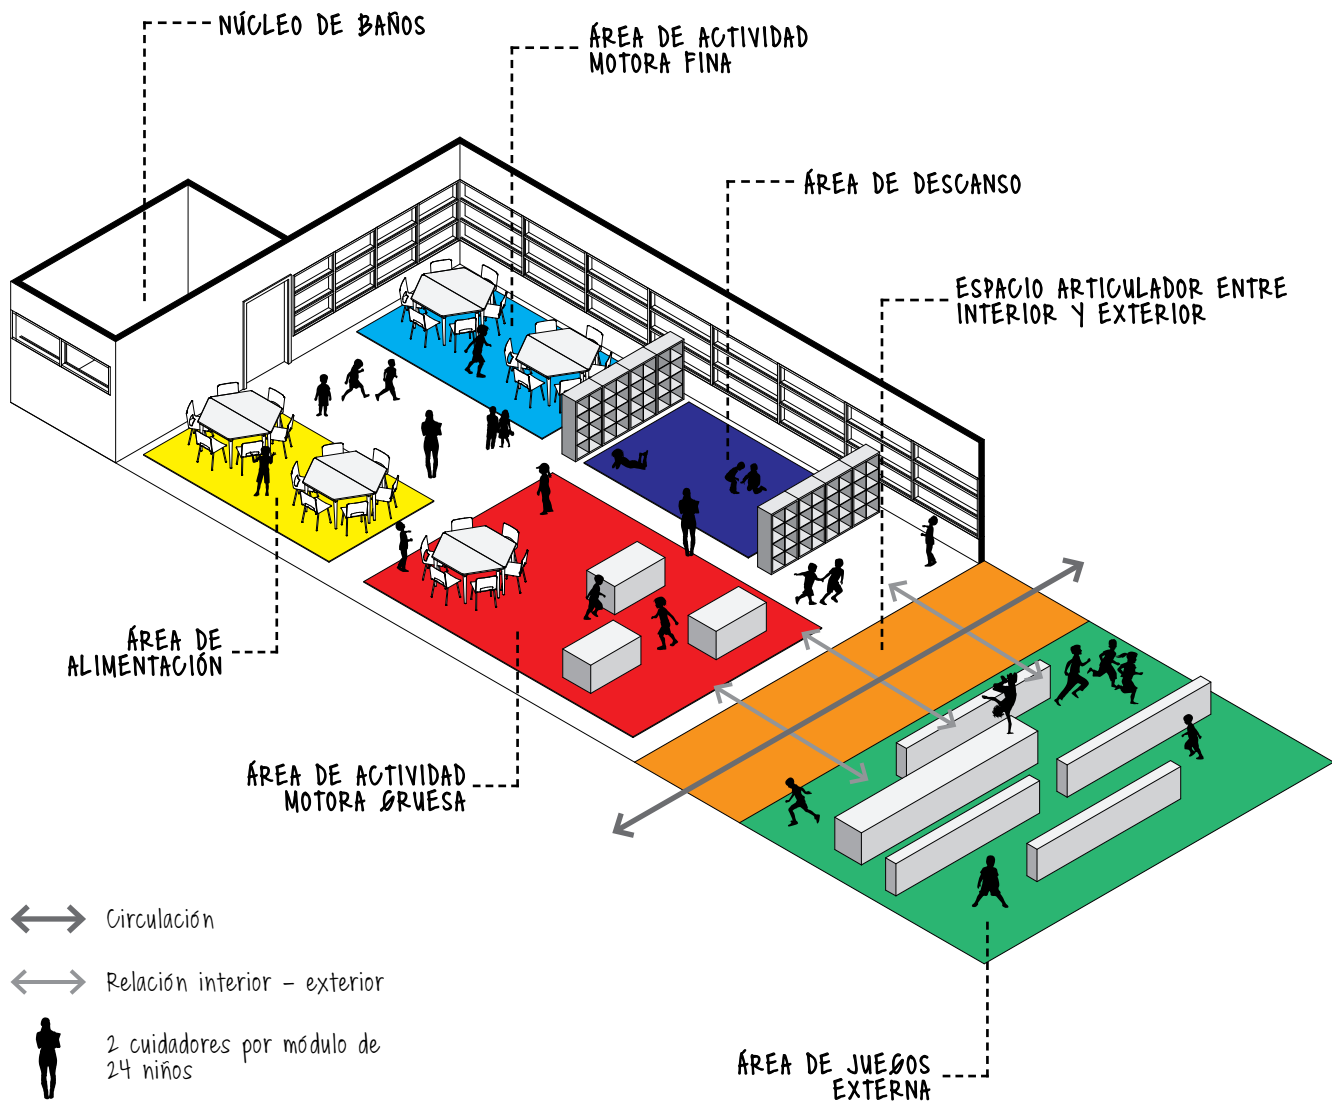 NÚCLEO DE BAÑOS
ÁREA DE ACTIVIDAD
MOTORA FINA
ÁREA DE DESCANSO
ESPACIO ARTICULADOR ENTRE
INTERIOR Y EXTERIOR
ÁREA DE
ALIMENTACIÓN
ÁREA DE ACTIVIDAD
MOTORA GRUESA
Circulación
Relación interior - exterior
2 cuidadores por módulo de
24 niños
ÁREA DE JUEGOS
EXTERNA